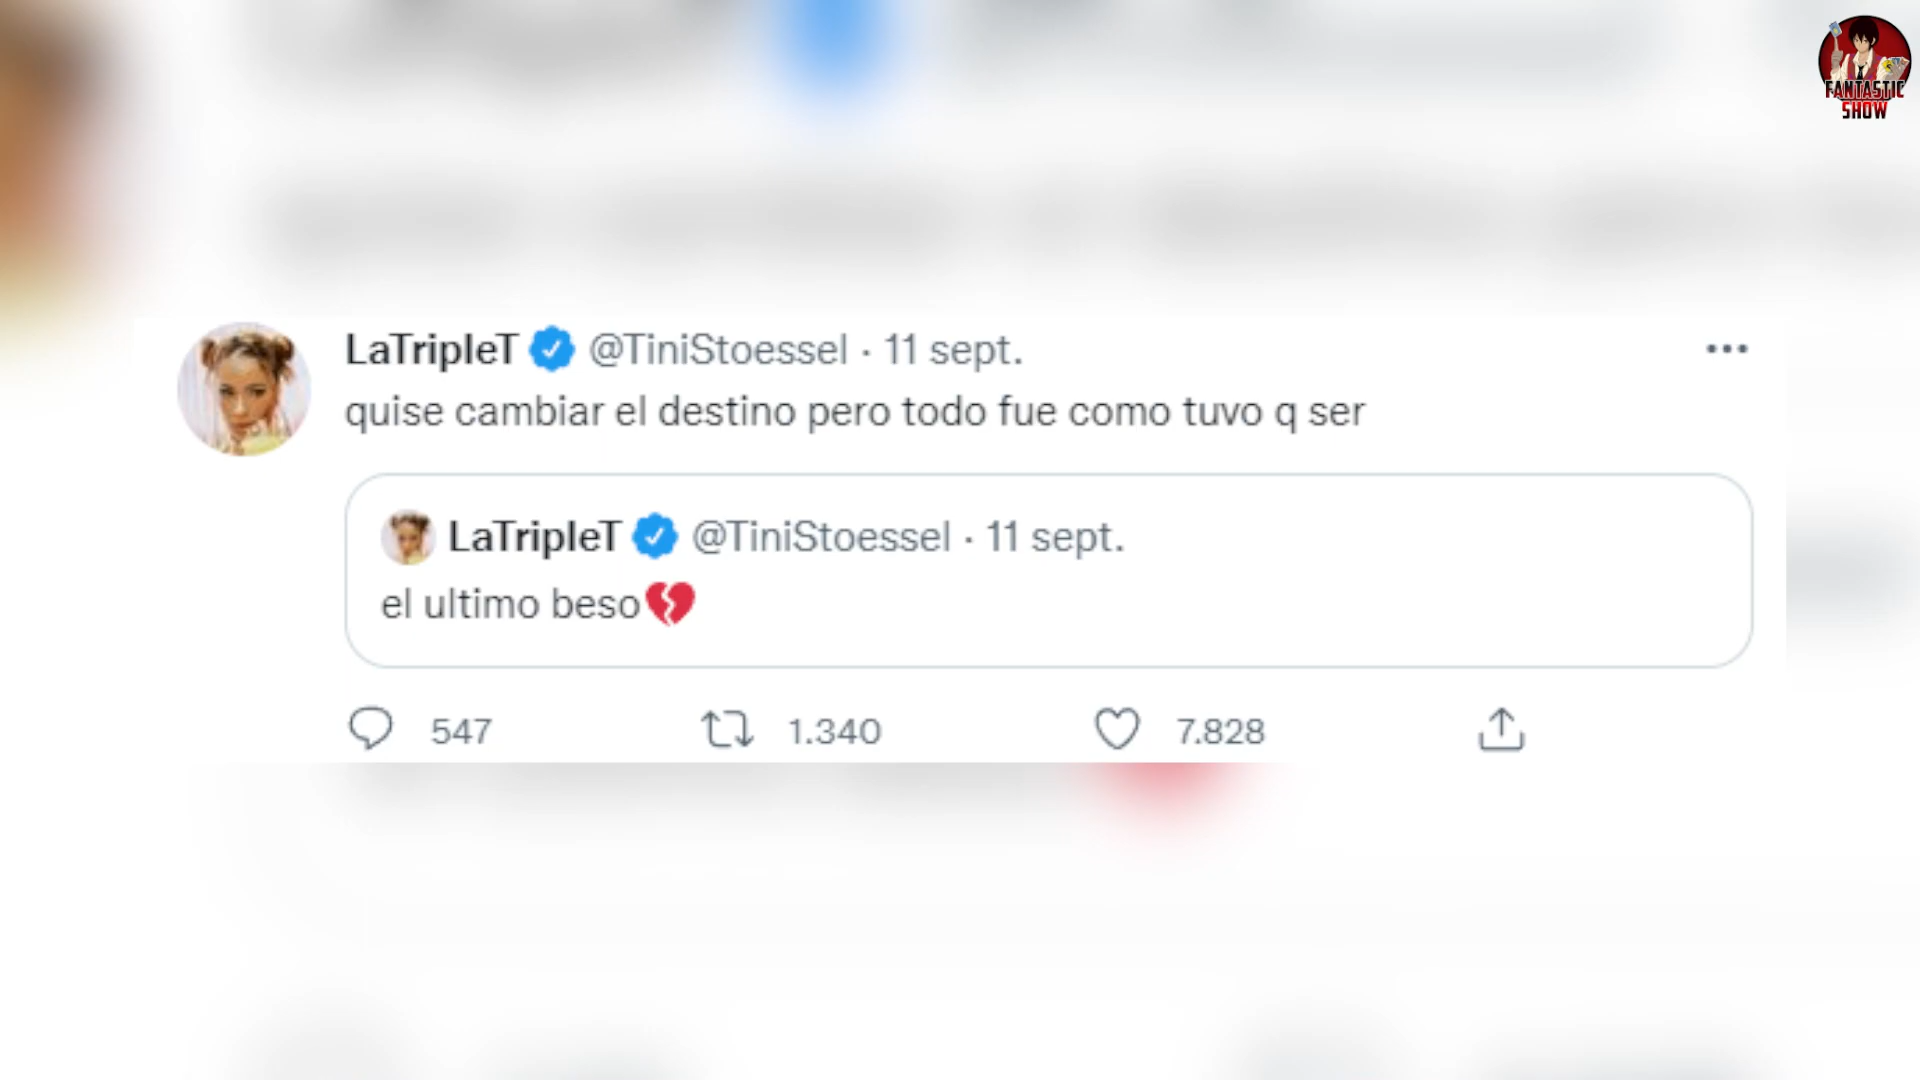 FANTASTIC
SHOW
LaTripleT @TiniStoessel · 11 sept.
quise cambiar el destino pero todo fue como tuvo q ser
LaTripleT @TiniStoessel · 11 sept.
el ultimo beso💔
547 1.340 7.828